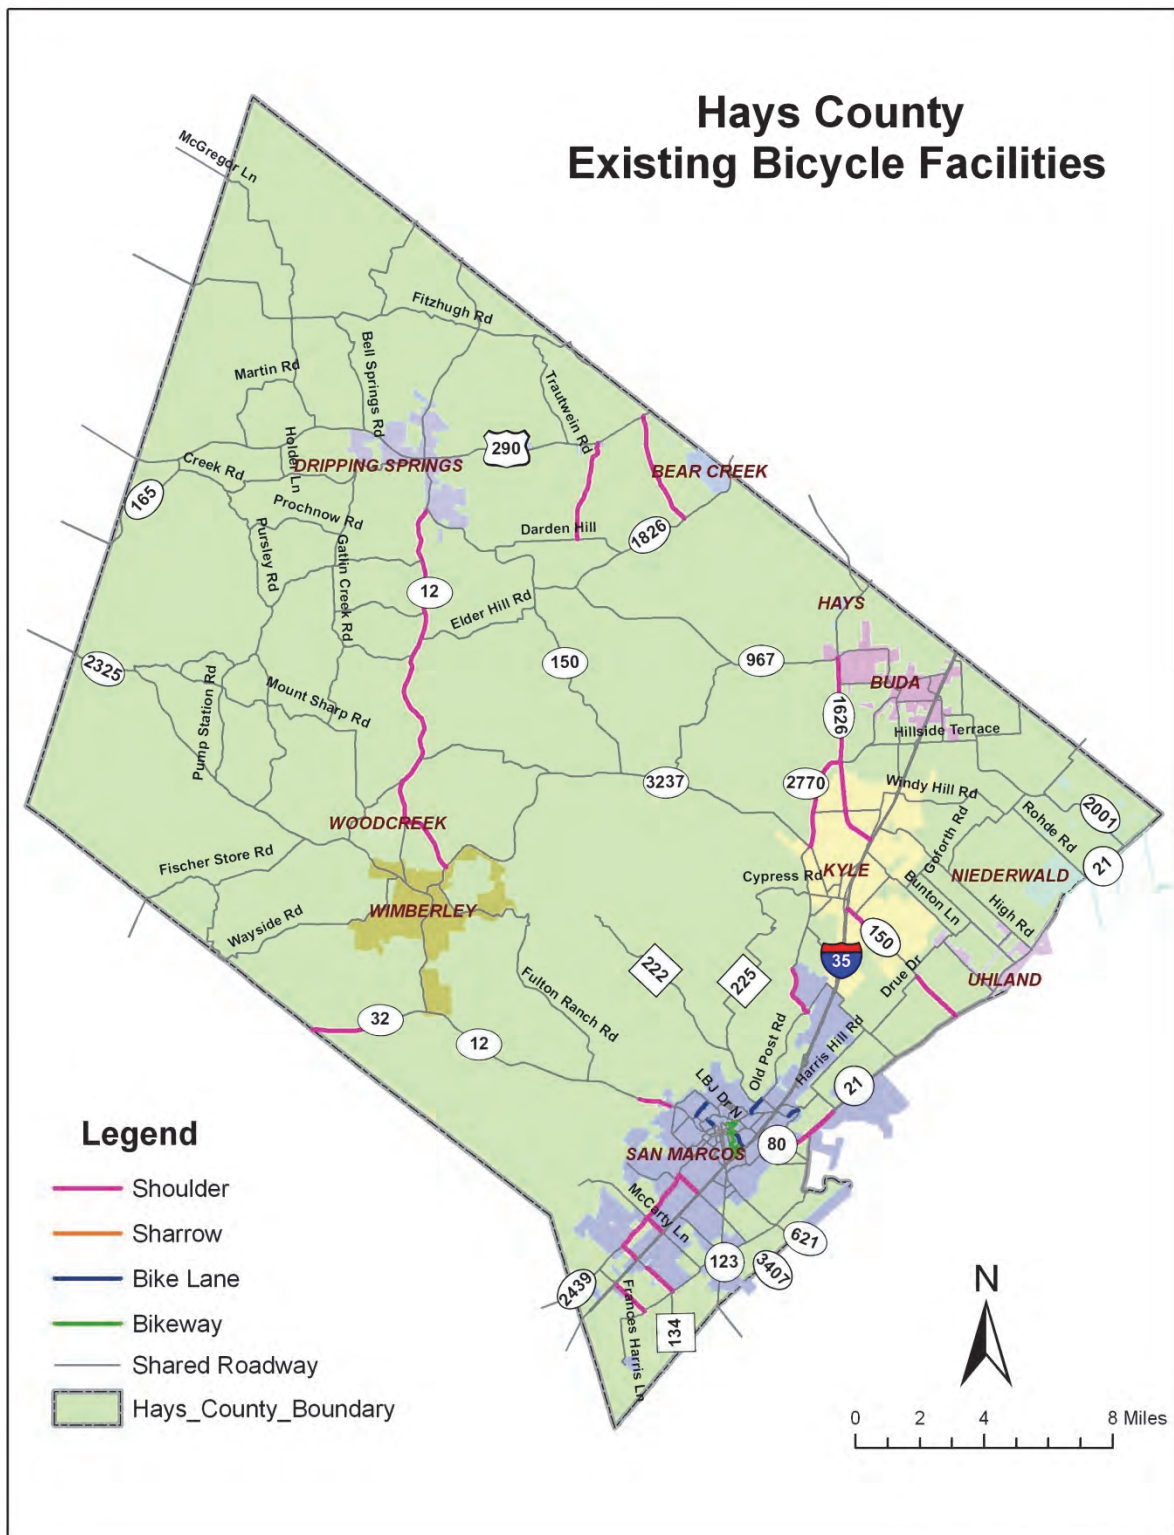 Hays County
Existing Bicycle Facilities
McGregor Ln
Fitzhugh Rd
Bell Springs Rd
Martin Rd
Trautwein Rd
290
Holder Ln
DRIPPING SPRINGS
BEAR CREEK
Creek Rd
165
Prochnow Rd
Darden Hill
1826
Pursley Rd
Gatlin Creek Rd
12
Elder Hill Rd
HAYS
2325
150
967
BUDA
Pump Station Rd
Mount Sharp Rd
1626
Hillside Terrace
3237
2770
Windy Hill Rd
2001
Rohde Rd
WOODCREEK
Goforth Rd
21
Fischer Store Rd
Cypress Rd
KYLE
NIEDERWALD
Bunton Ln
High Rd
WIMBERLEY
Wayside Rd
150
35
222
225
Drue Dr
UHLAND
Fulton Ranch Rd
32
12
Old Post Rd
Harris Hill Rd
21
LBJ Dr N
80
SAN MARCOS
McCarty Ln
621
123
3407
2439
Frances Harris Ln
134
Legend
Shoulder
Sharrow
Bike Lane
Bikeway
Shared Roadway
Hays_County_Boundary
N
0 2 4 8 Miles